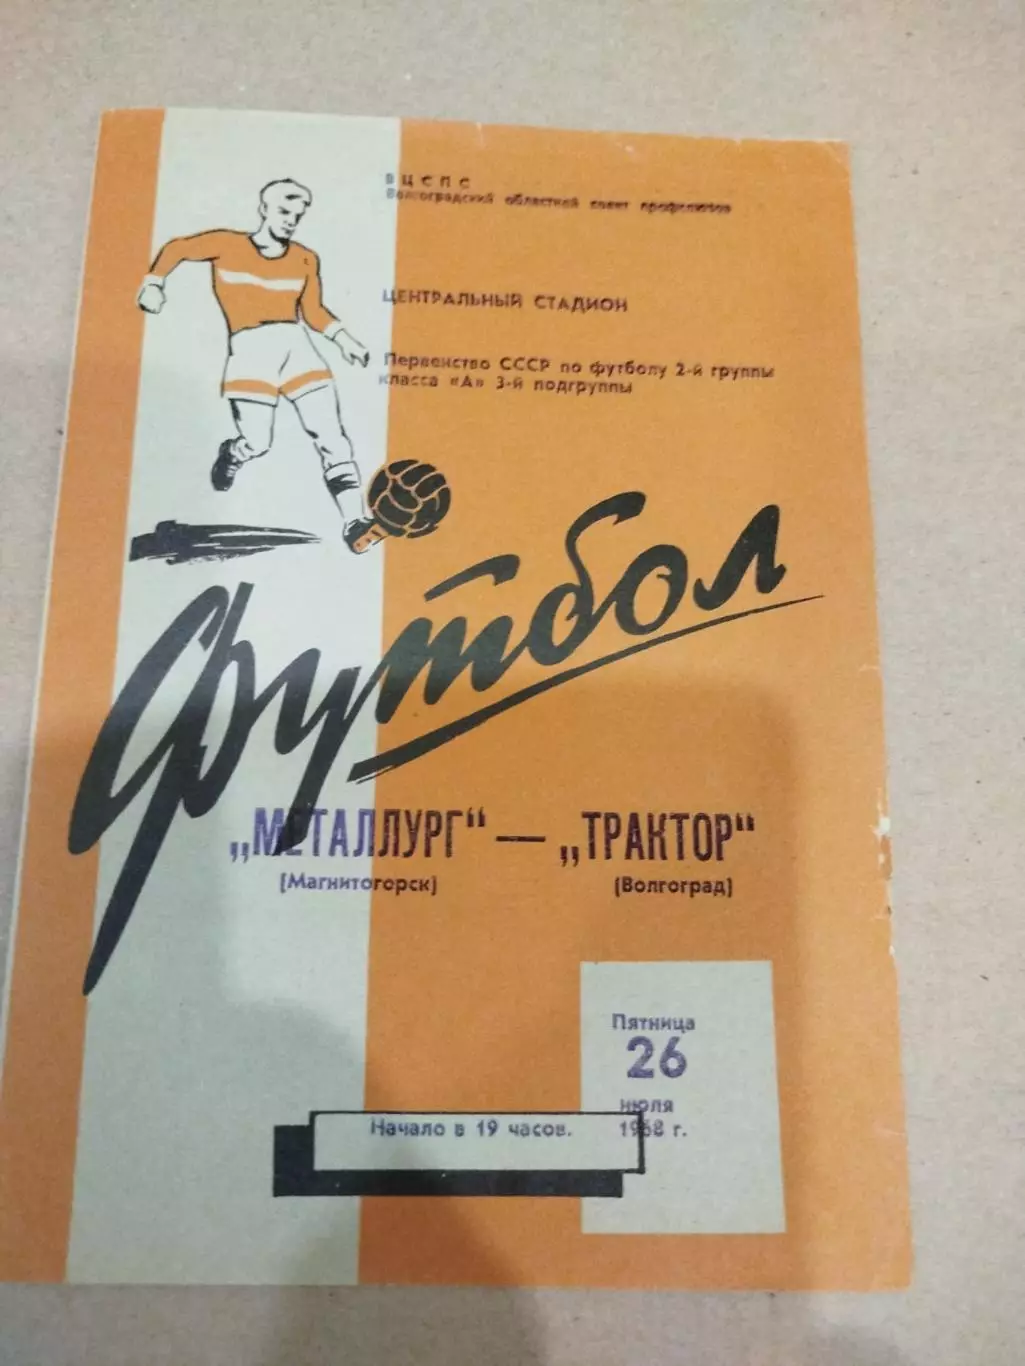 ВЦСПС
Волгоградский областной совет профсоюзов
ЦЕНТРАЛЬНЫЙ СТАДИОН
Первенство СССР по футболу 2-й группы
класса «А» 3-й подгруппы
Футбол
„МЕТАЛЛУРГ“ — „ТРАКТОР“
(Магнитогорск) (Волгоград)
Пятница
26
июля
1968 г.
Начало в 19 часов.